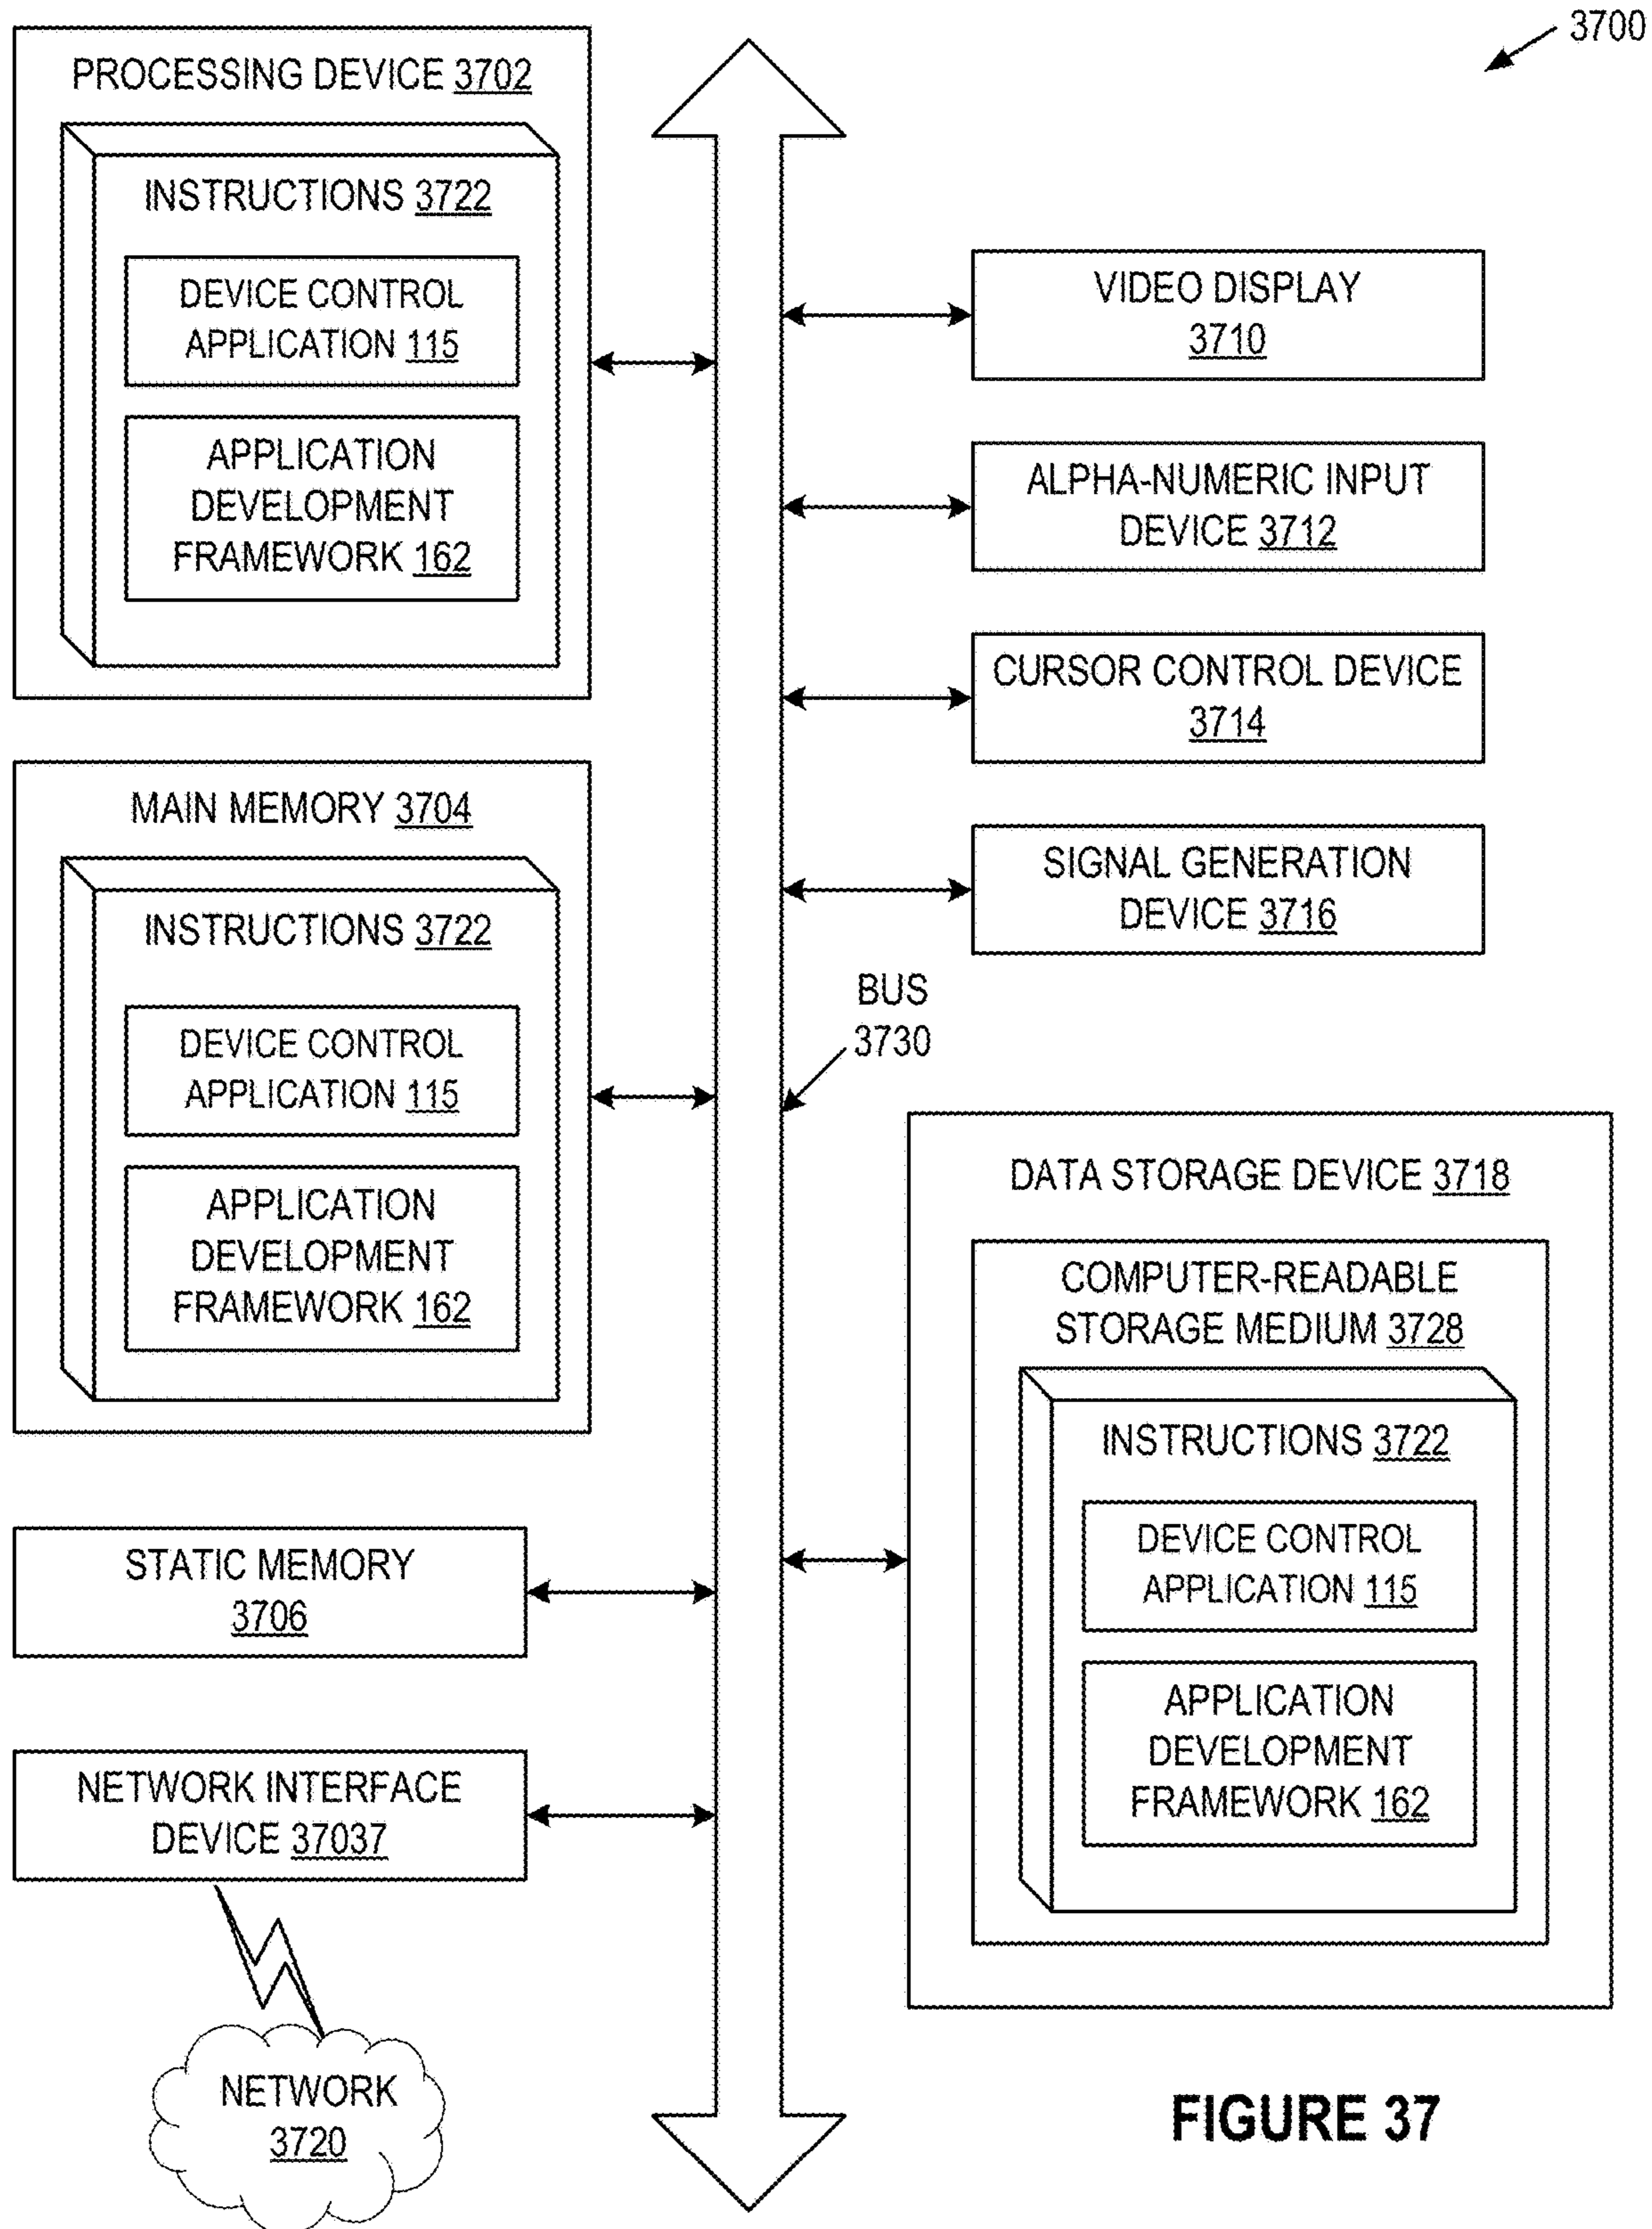 3700
PROCESSING DEVICE 3702
INSTRUCTIONS 3722
DEVICE CONTROL
APPLICATION 115
APPLICATION
DEVELOPMENT
FRAMEWORK 162
MAIN MEMORY 3704
INSTRUCTIONS 3722
DEVICE CONTROL
APPLICATION 115
APPLICATION
DEVELOPMENT
FRAMEWORK 162
STATIC MEMORY
3706
NETWORK INTERFACE
DEVICE 37037
NETWORK
3720
VIDEO DISPLAY
3710
ALPHA-NUMERIC INPUT
DEVICE 3712
CURSOR CONTROL DEVICE
3714
SIGNAL GENERATION
DEVICE 3716
BUS
3730
DATA STORAGE DEVICE 3718
COMPUTER-READABLE
STORAGE MEDIUM 3728
INSTRUCTIONS 3722
DEVICE CONTROL
APPLICATION 115
APPLICATION
DEVELOPMENT
FRAMEWORK 162
FIGURE 37